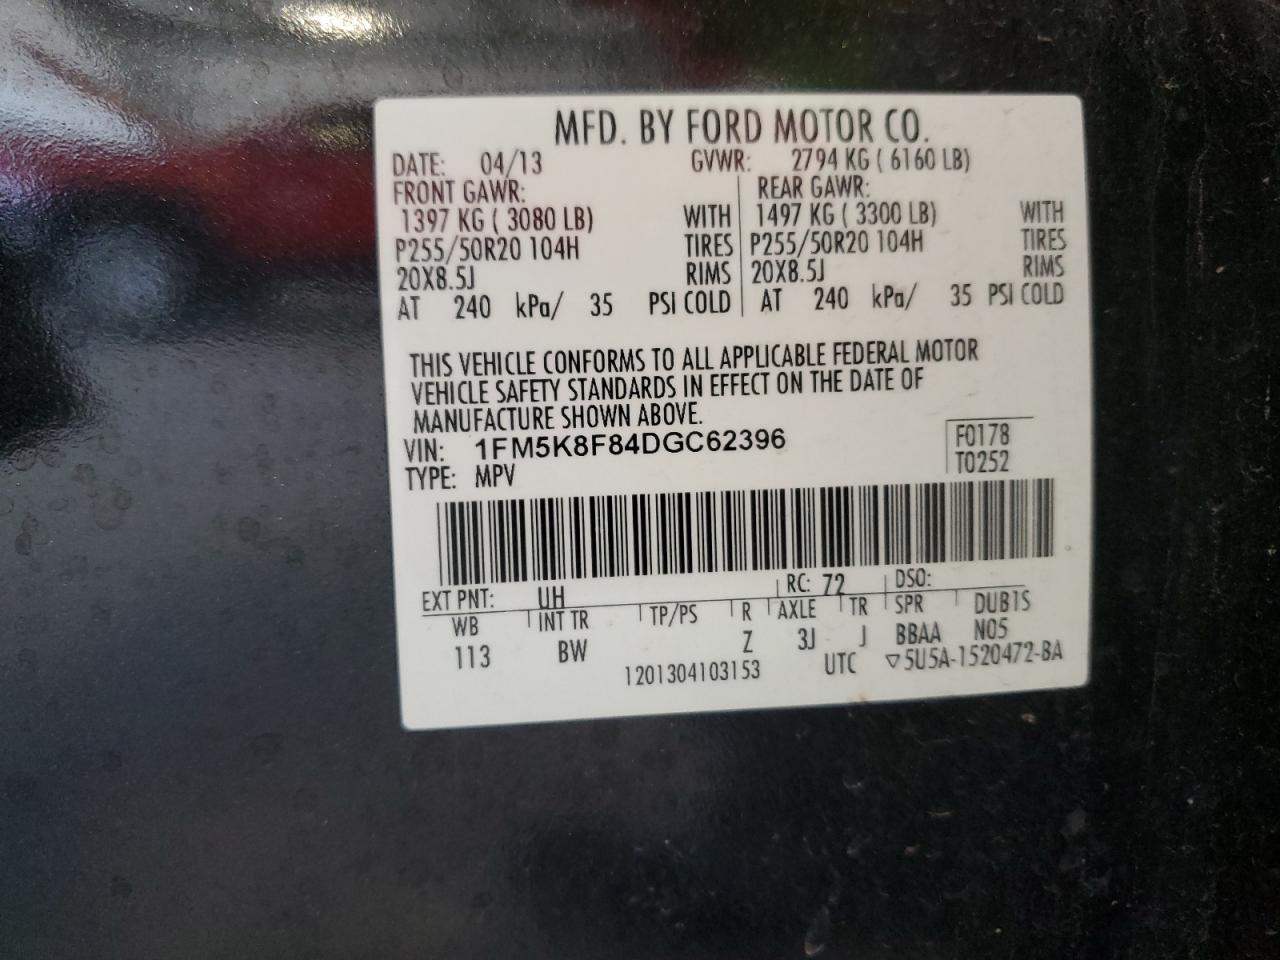 MFD. BY FORD MOTOR CO.
DATE: 04/13 GVWR: 2794 KG ( 6160 LB)
FRONT GAWR: REAR GAWR:
1397 KG ( 3080 LB) WITH 1497 KG ( 3300 LB) WITH
P255/50R20 104H TIRES P255/50R20 104H TIRES
20X8.5J RIMS 20X8.5J RIMS
AT 240 kPa/ 35 PSI COLD AT 240 kPa/ 35 PSI COLD
THIS VEHICLE CONFORMS TO ALL APPLICABLE FEDERAL MOTOR
VEHICLE SAFETY STANDARDS IN EFFECT ON THE DATE OF
MANUFACTURE SHOWN ABOVE.
VIN: 1FM5K8F84DGC62396 F0178
TYPE: MPV T0252
EXT PNT: UH RC: 72 DSO:
WB INT TR TP/PS R AXLE TR SPR DUB1S
113 BW Z 3J J BBAA N05
1201304103153 UTC ▽5U5A-1520472-BA